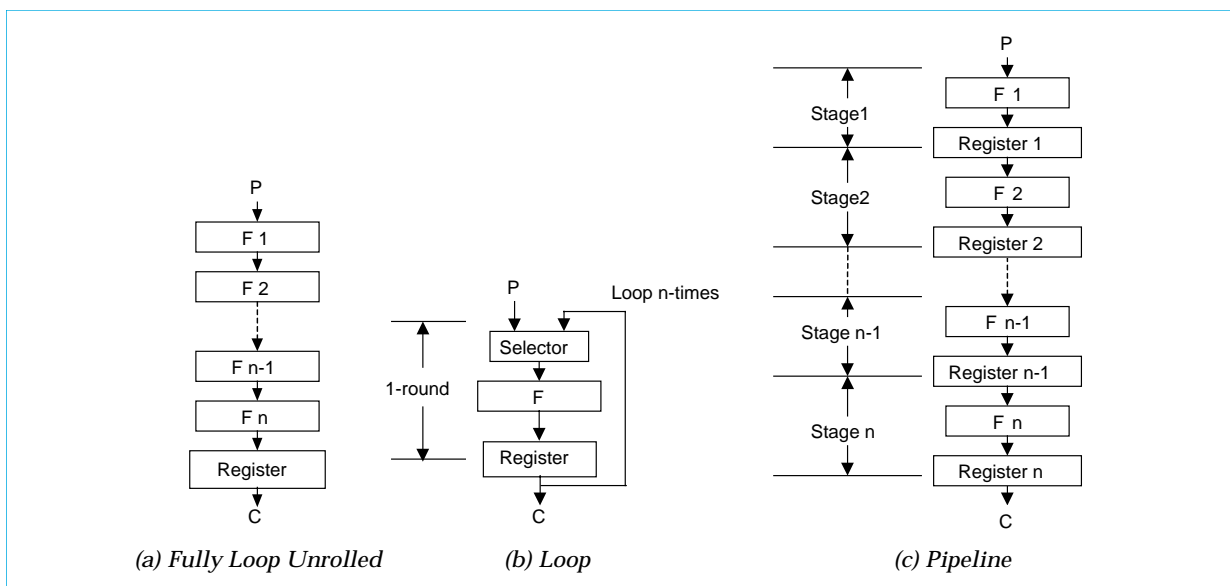 P
F 1
F 2
F n-1
F n
Register
C
(a) Fully Loop Unrolled
P
Loop n-times
Selector
1-round
F
Register
C
(b) Loop
P
F 1
Stage1
Register 1
Stage2
F 2
Register 2
F n-1
Stage n-1
Register n-1
Stage n
F n
Register n
C
(c) Pipeline